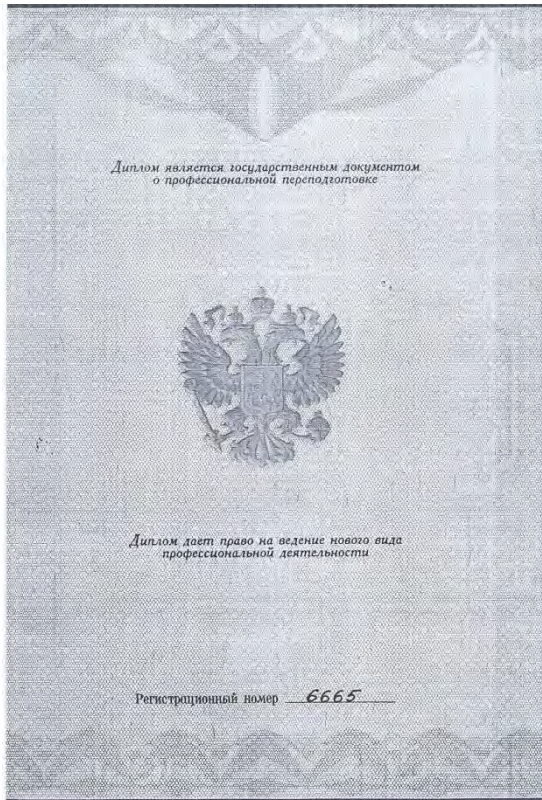 Диплом является государственным документом
о профессиональной переподготовке
Диплом дает право на ведение нового вида
профессиональной деятельности
Регистрационный номер 6665